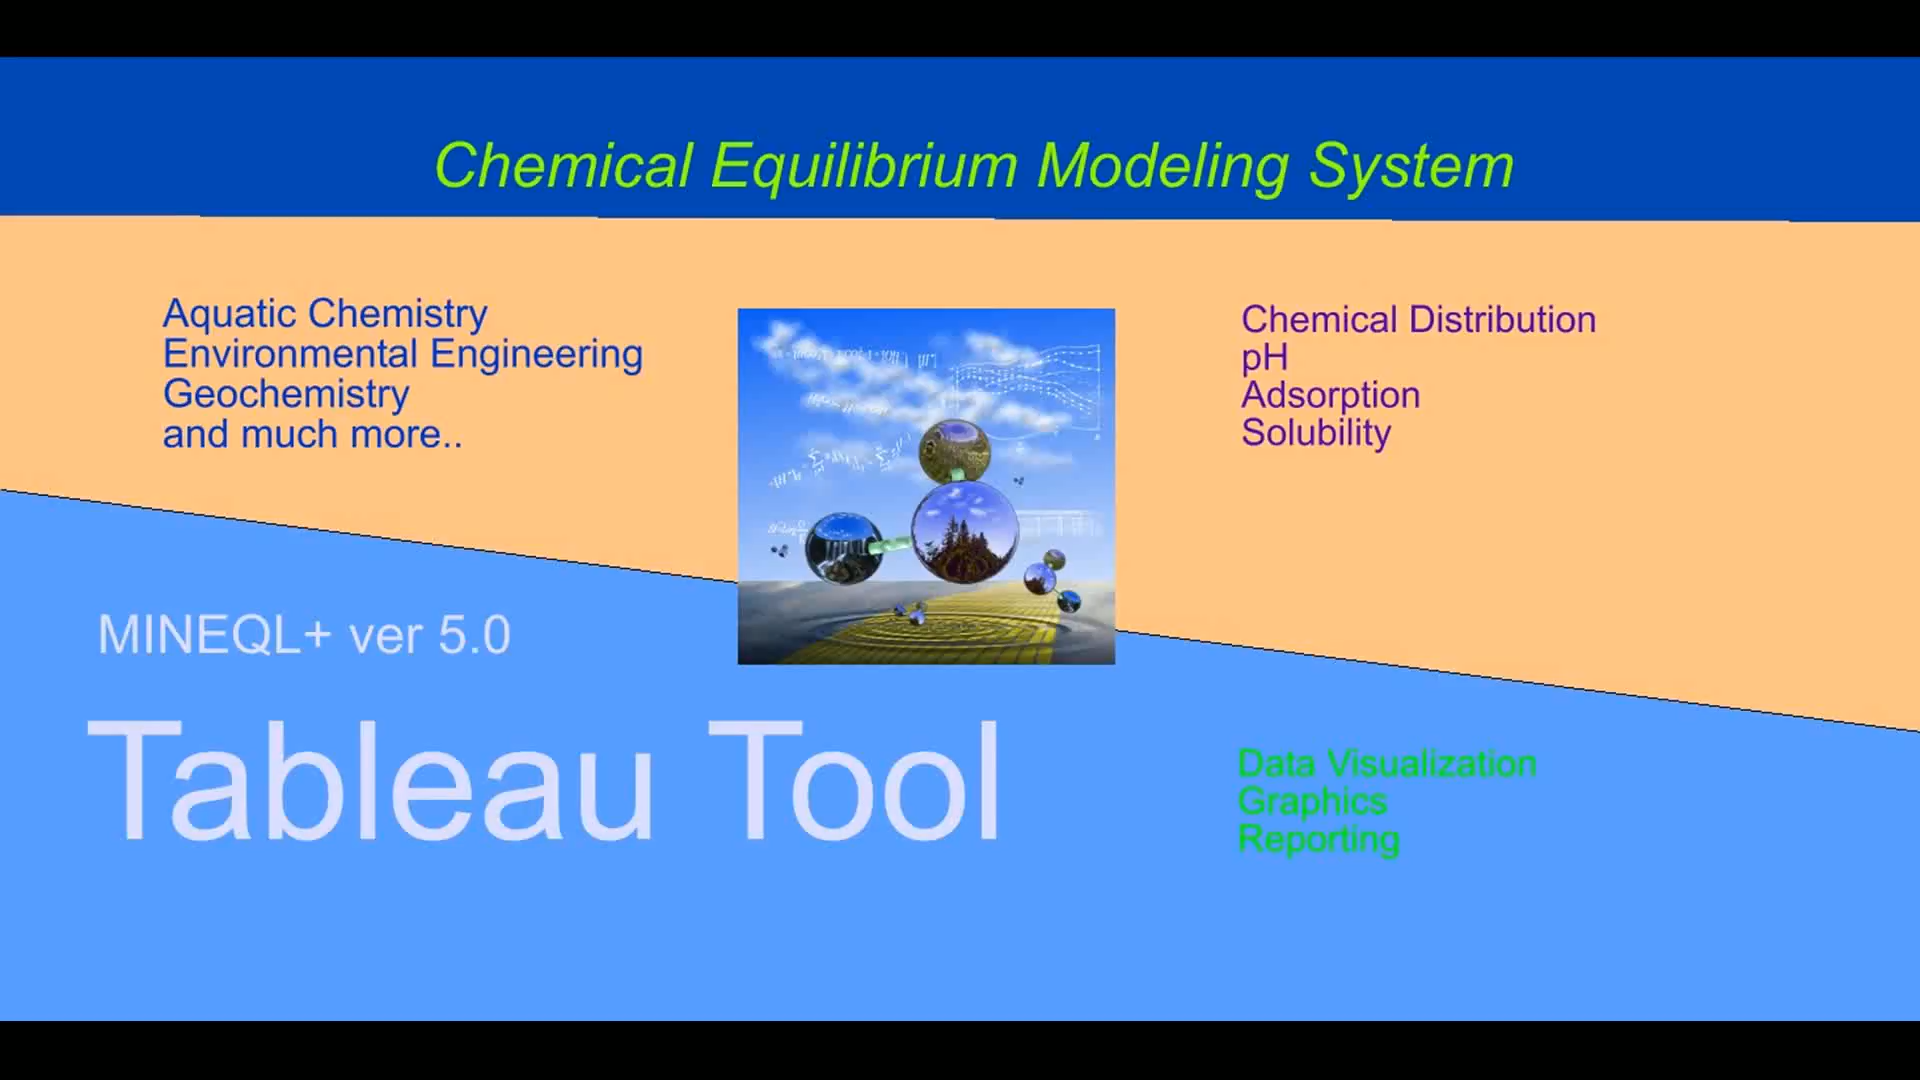 Chemical Equilibrium Modeling System
Aquatic Chemistry
Environmental Engineering
Geochemistry
and much more..
Chemical Distribution
pH
Adsorption
Solubility
MINEQL+ ver 5.0
Tableau Tool
Data Visualization
Graphics
Reporting